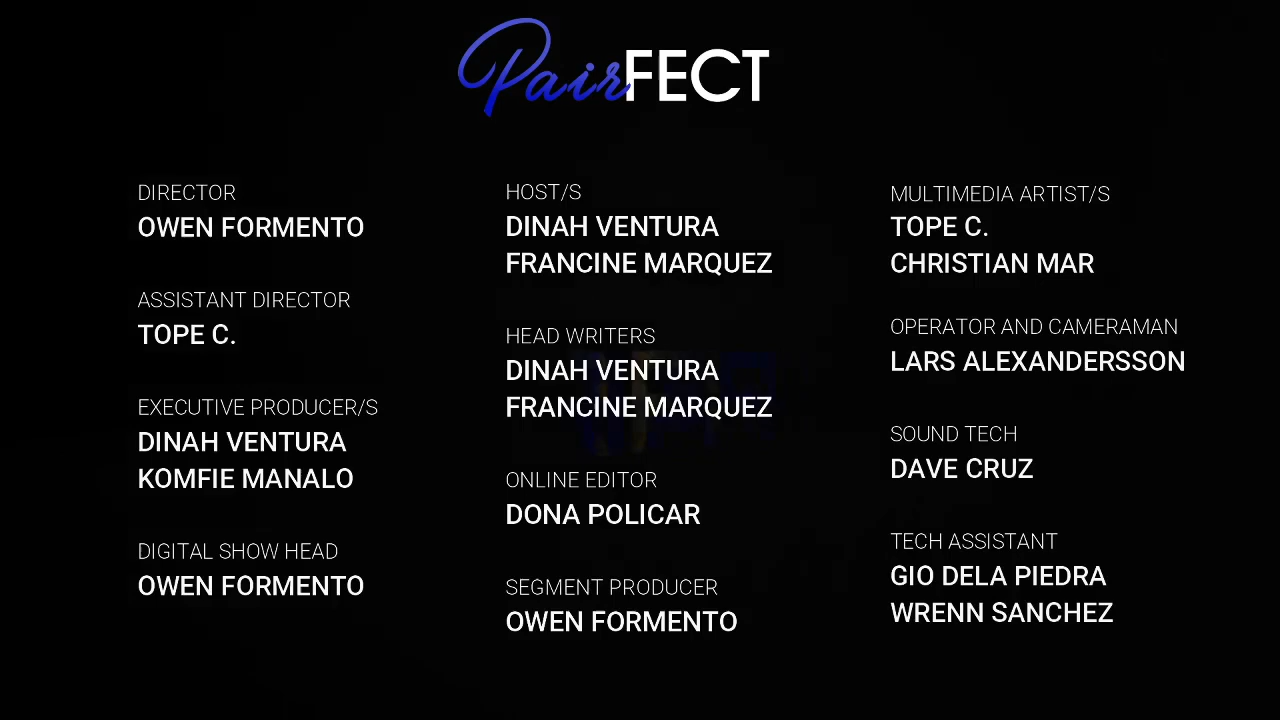 PairFECT
DIRECTOR
OWEN FORMENTO
ASSISTANT DIRECTOR
TOPE C.
EXECUTIVE PRODUCER/S
DINAH VENTURA
KOMFIE MANALO
DIGITAL SHOW HEAD
OWEN FORMENTO
HOST/S
DINAH VENTURA
FRANCINE MARQUEZ
HEAD WRITERS
DINAH VENTURA
FRANCINE MARQUEZ
ONLINE EDITOR
DONA POLICAR
SEGMENT PRODUCER
OWEN FORMENTO
MULTIMEDIA ARTIST/S
TOPE C.
CHRISTIAN MAR
OPERATOR AND CAMERAMAN
LARS ALEXANDERSSON
SOUND TECH
DAVE CRUZ
TECH ASSISTANT
GIO DELA PIEDRA
WRENN SANCHEZ